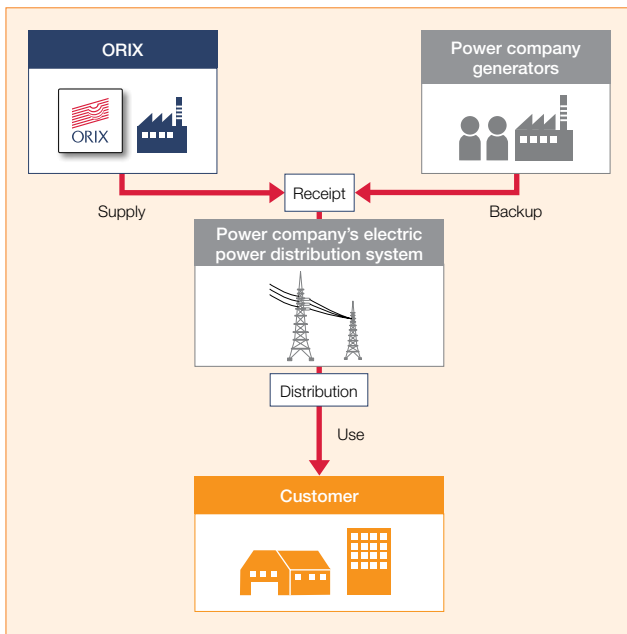 ORIX
Power company
generators
ORIX
Supply
Receipt
Backup
Power company's electric
power distribution system
Distribution
Use
Customer